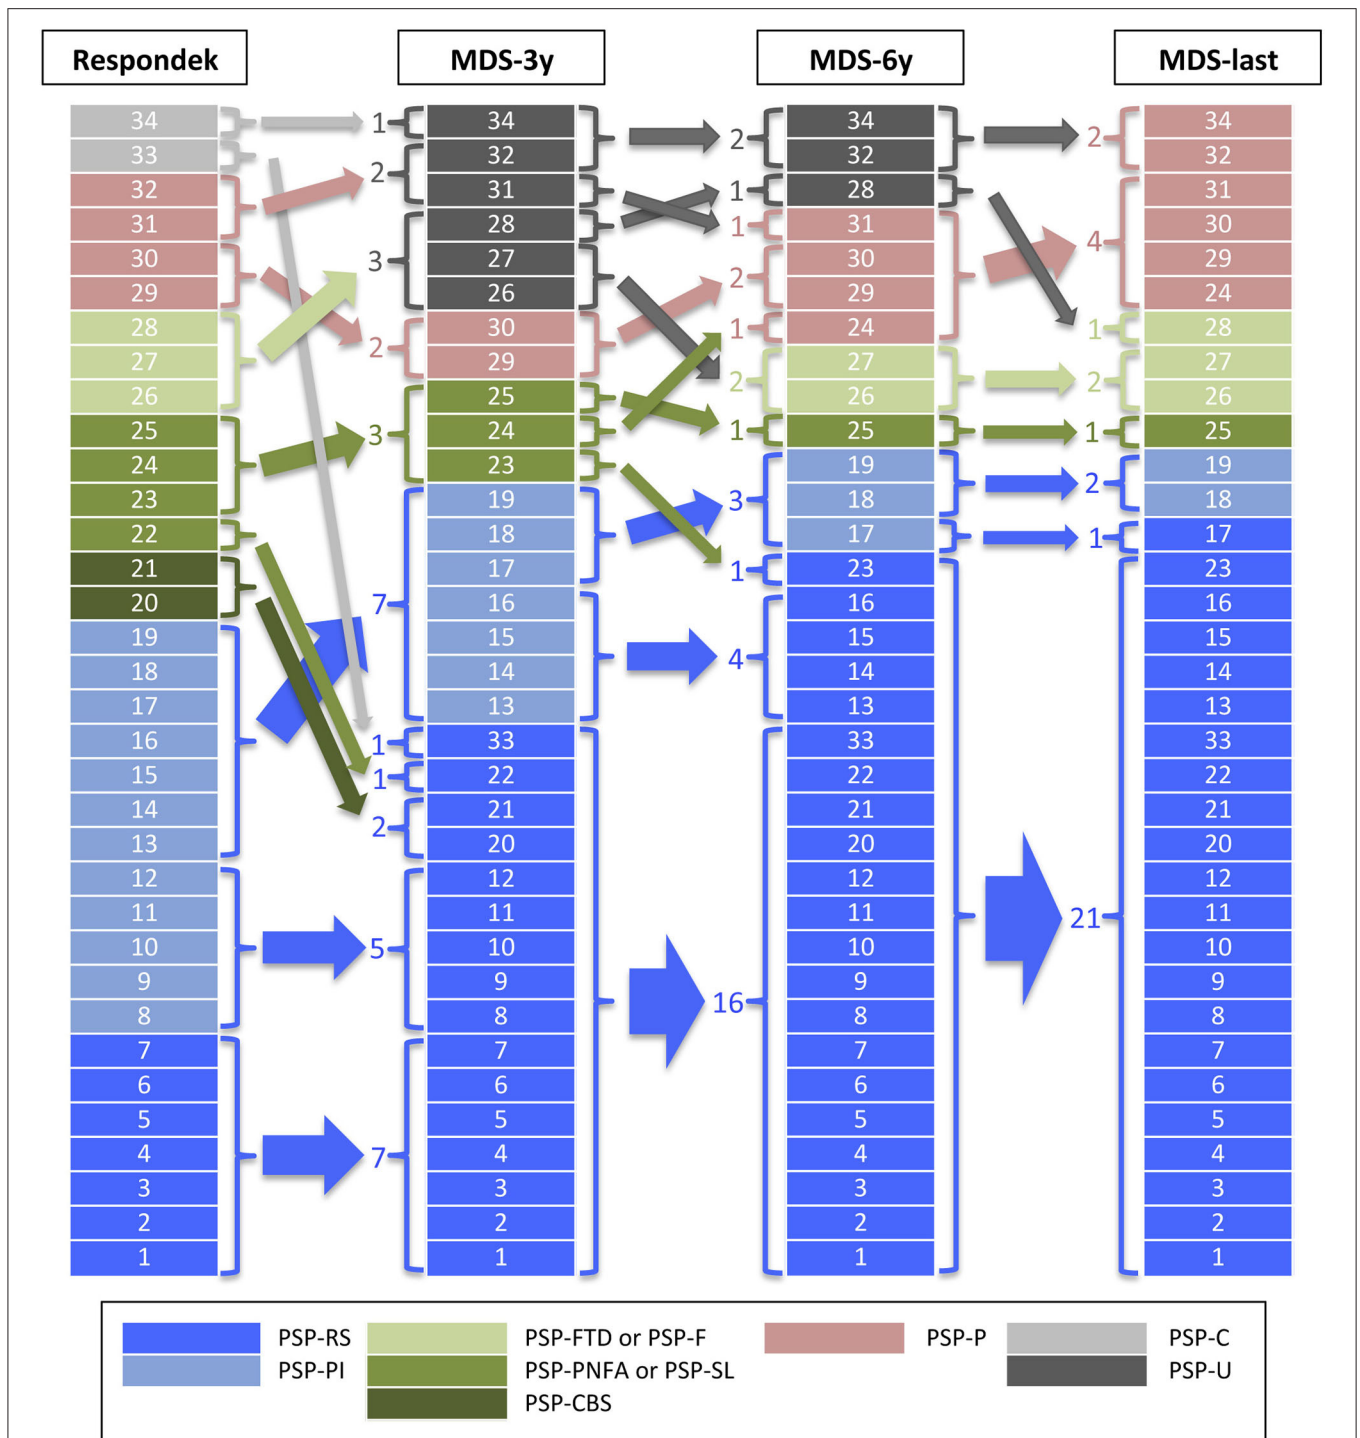 Respondek MDS-3y MDS-6y MDS-last
34 1 34 2 34 2 34
33 32 32 32
32 2 31 1 28 31
31 28 1 31 4 30
30 3 27 2 30 29
29 26 29 24
28 2 30 1 24 1 28
27 29 2 27 2 27
26 25 26 26
25 3 24 1 25 1 25
24 23 19 2 19
23 19 3 18 18
22 18 17 1 17
21 17 1 23 23
20 7 16 16 16
19 15 15 15
18 14 4 14 14
17 13 13 13
16 1 33 33 33
15 1 22 22 22
14 2 21 21 21
13 20 20 20
12 12 12 12
11 11 11 21 11
10 5 10 10 10
9 9 9 9
8 8 16 8 8
7 7 7 7
6 6 6 6
5 5 5 5
4 7 4 4 4
3 3 3 3
2 2 2 2
1 1 1 1
PSP-RS PSP-FTD or PSP-F PSP-P PSP-C
PSP-PI PSP-PNFA or PSP-SL PSP-U
PSP-CBS